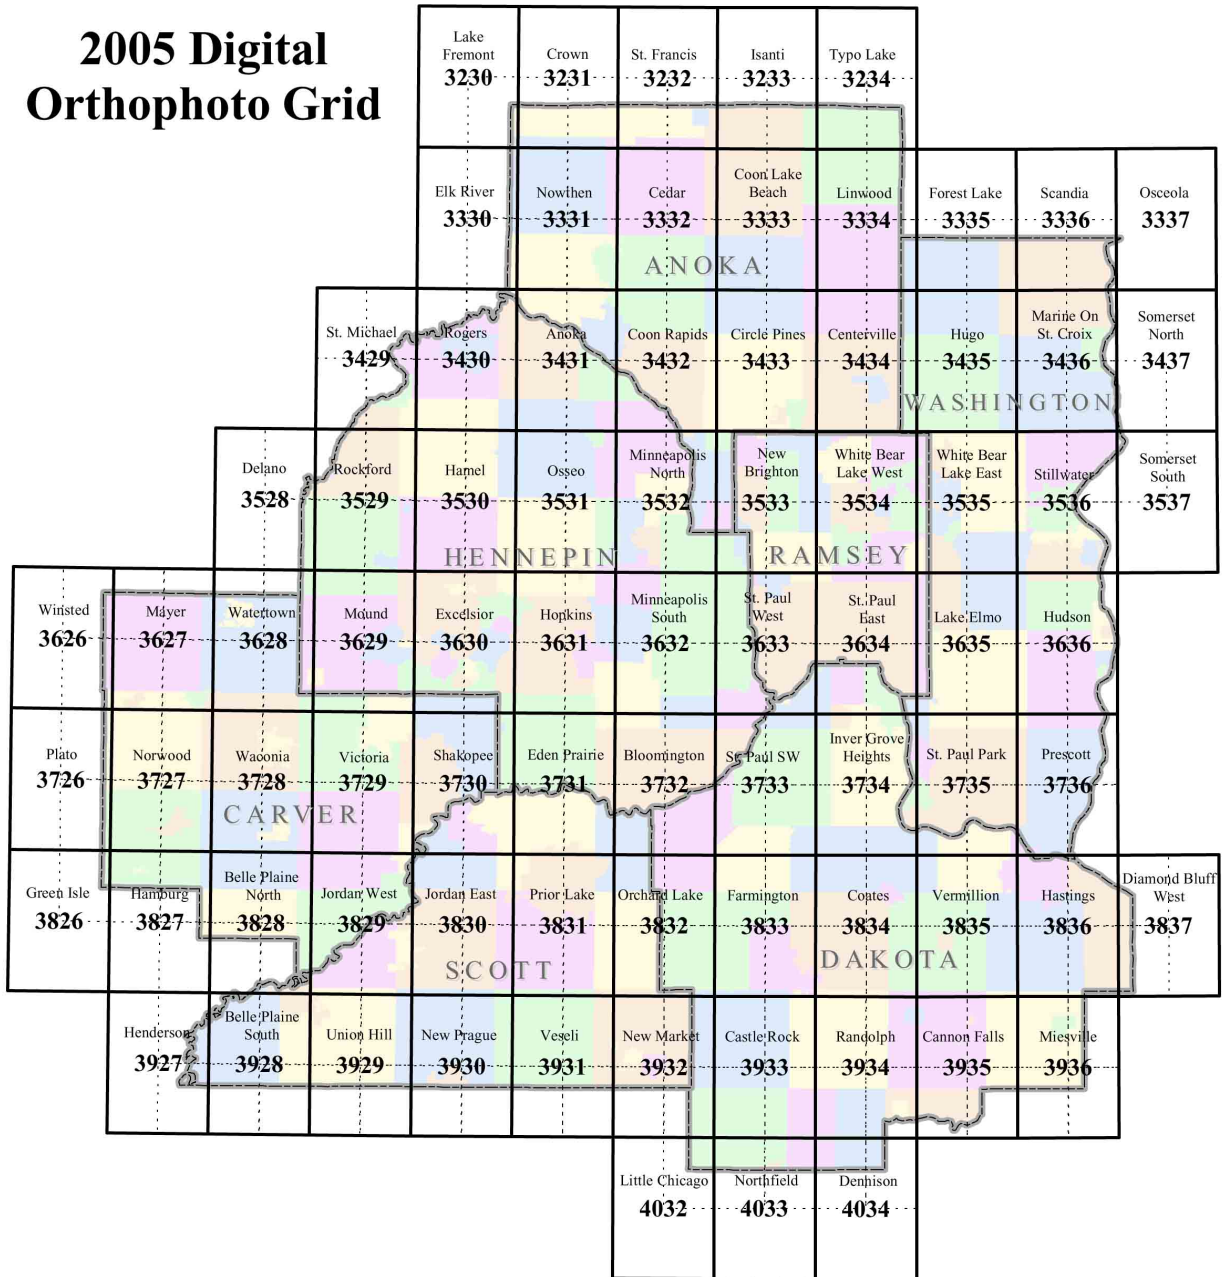 2005 Digital
Orthophoto Grid
Lake
Fremont
3230
Crown
3231
St. Francis
3232
Isanti
3233
Typo Lake
3234
Elk River
3330
Nowthen
3331
Cedar
3332
Coon Lake
Beach
3333
Linwood
3334
Forest Lake
3335
Scandia
3336
Osceola
3337
ANOKA
St. Michael
3429
Rogers
3430
Anoka
3431
Coon Rapids
3432
Circle Pines
3433
Centerville
3434
Hugo
3435
Marine On
St. Croix
3436
Somerset
North
3437
WASHINGTON
Delano
3528
Rockford
3529
Hamel
3530
Osseo
3531
Minneapolis
North
3532
New
Brighton
3533
White Bear
Lake West
3534
White Bear
Lake East
3535
Stillwater
3536
Somerset
South
3537
HENNEPIN
RAMSEY
Winsted
3626
Mayer
3627
Watertown
3628
Mound
3629
Excelsior
3630
Hopkins
3631
Minneapolis
South
3632
St. Paul
West
3633
St. Paul
East
3634
Lake Elmo
3635
Hudson
3636
Plato
3726
Norwood
3727
Waconia
3728
Victoria
3729
Shakopee
3730
Eden Prairie
3731
Bloomington
3732
St. Paul SW
3733
Inver Grove
Heights
3734
St. Paul Park
3735
Prescott
3736
CARVER
Green Isle
3826
Hamburg
3827
Belle Plaine
North
3828
Jordan West
3829
Jordan East
3830
Prior Lake
3831
Orchard Lake
3832
Farmington
3833
Coates
3834
Vermillion
3835
Hastings
3836
Diamond Bluff
West
3837
SCOTT
DAKOTA
Henderson
3927
Belle Plaine
South
3928
Union Hill
3929
New Prague
3930
Veseli
3931
New Market
3932
Castle Rock
3933
Randolph
3934
Cannon Falls
3935
Miesville
3936
Little Chicago
4032
Northfield
4033
Dennison
4034